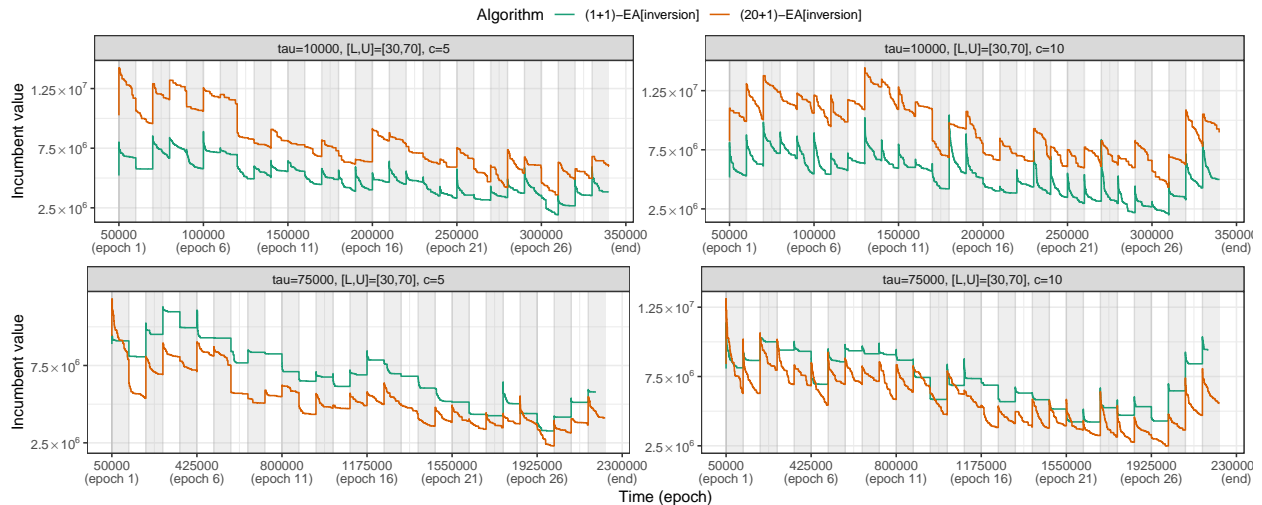 Algorithm (1+1)−EA[inversion] (20+1)−EA[inversion]
tau=10000, [L,U]=[30,70], c=5
tau=10000, [L,U]=[30,70], c=10
Incumbent value
1.25×10⁷
7.5×10⁶
2.5×10⁶
1.25×10⁷
7.5×10⁶
2.5×10⁶
50000 100000 150000 200000 250000 300000 340000
(epoch 1) (epoch 6) (epoch 11) (epoch 16) (epoch 21) (epoch 26) (end)
50000 100000 150000 200000 250000 300000 350000
(epoch 1) (epoch 6) (epoch 11) (epoch 16) (epoch 21) (epoch 26) (end)
tau=75000, [L,U]=[30,70], c=5
tau=75000, [L,U]=[30,70], c=10
Incumbent value
7.5×10⁶
2.5×10⁶
1.25×10⁷
7.5×10⁶
2.5×10⁶
50000 425000 800000 1175000 1550000 1925000 2300000
(epoch 1) (epoch 6) (epoch 11) (epoch 16) (epoch 21) (epoch 26) (end)
50000 425000 800000 1175000 1550000 1925000 230000
(epoch 1) (epoch 6) (epoch 11) (epoch 16) (epoch 21) (epoch 26) (end)
Time (epoch)